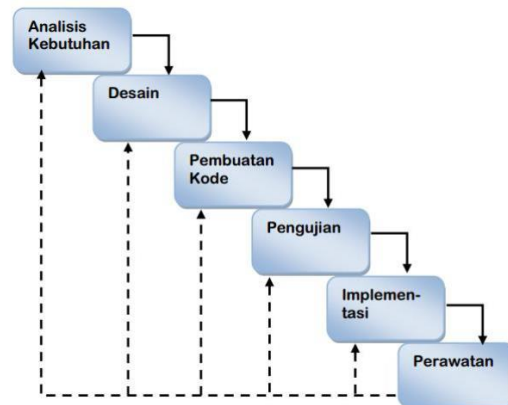 Analisis
Kebutuhan
Desain
Pembuatan
Kode
Pengujian
Implemen-
tasi
Perawatan